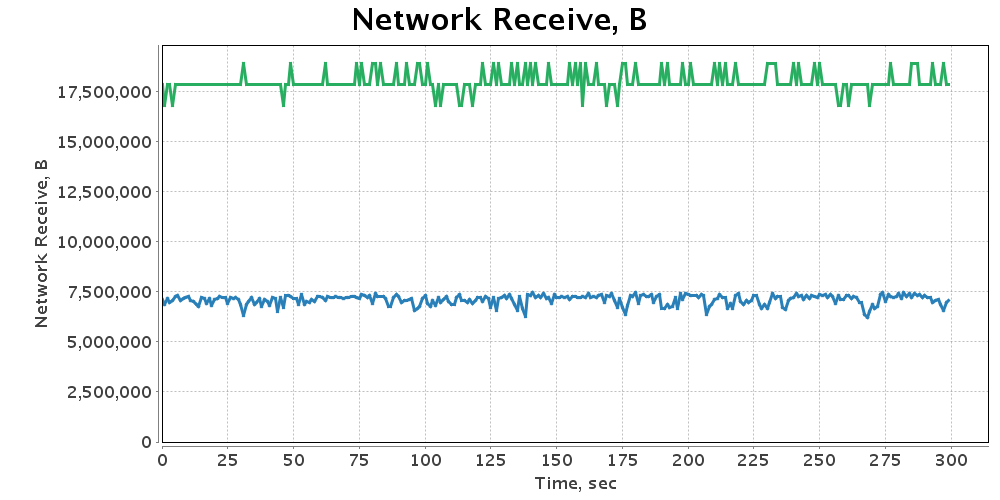 Network Receive, B
Network Receive, B
17,500,000
15,000,000
12,500,000
10,000,000
7,500,000
5,000,000
2,500,000
0
0 25 50 75 100 125 150 175 200 225 250 275 300
Time, sec